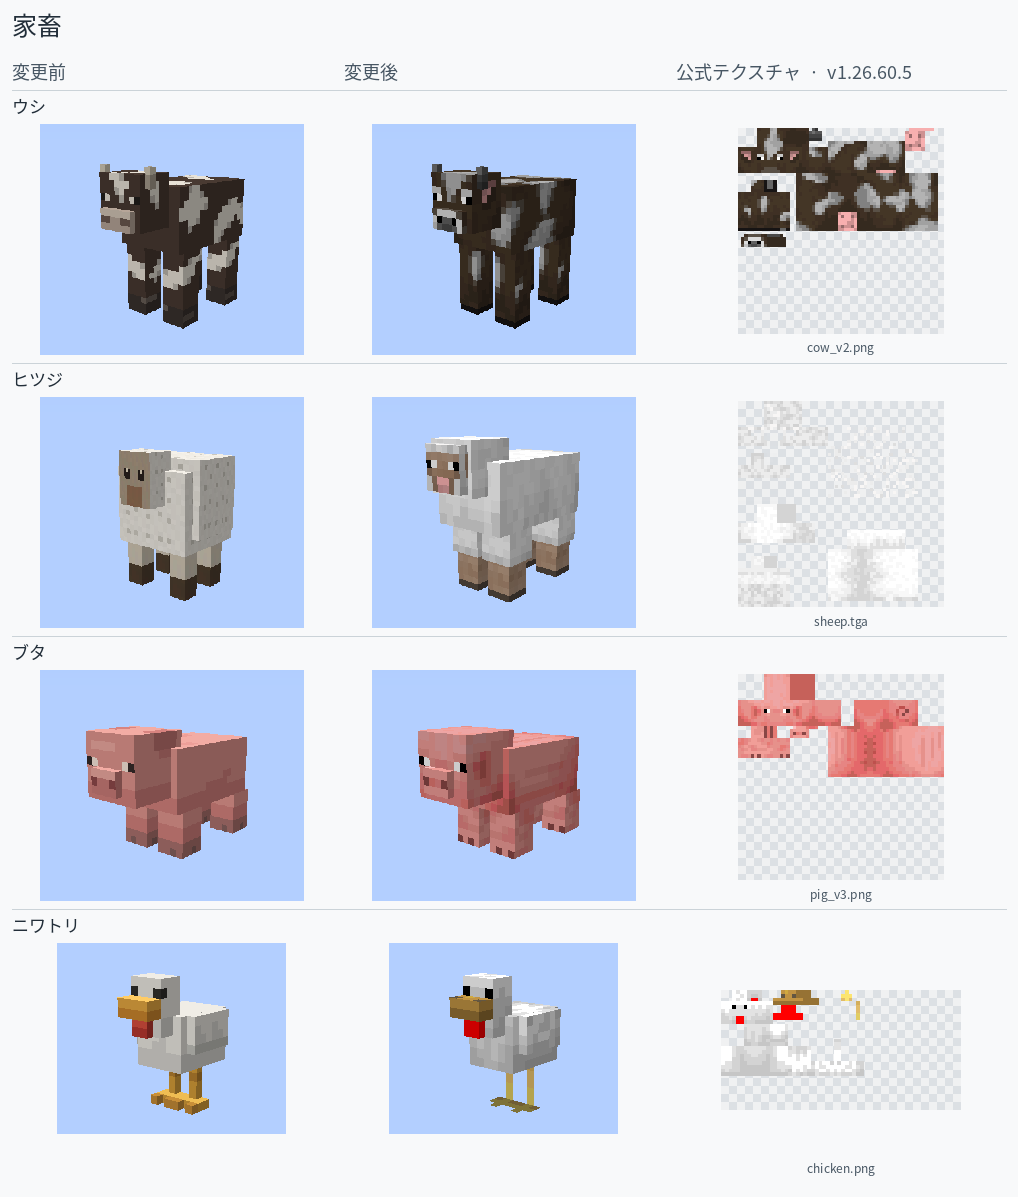 家畜
変更前
変更後
公式テクスチャ · v1.26.60.5
ウシ
cow_v2.png
ヒツジ
sheep.tga
ブタ
pig_v3.png
ニワトリ
chicken.png